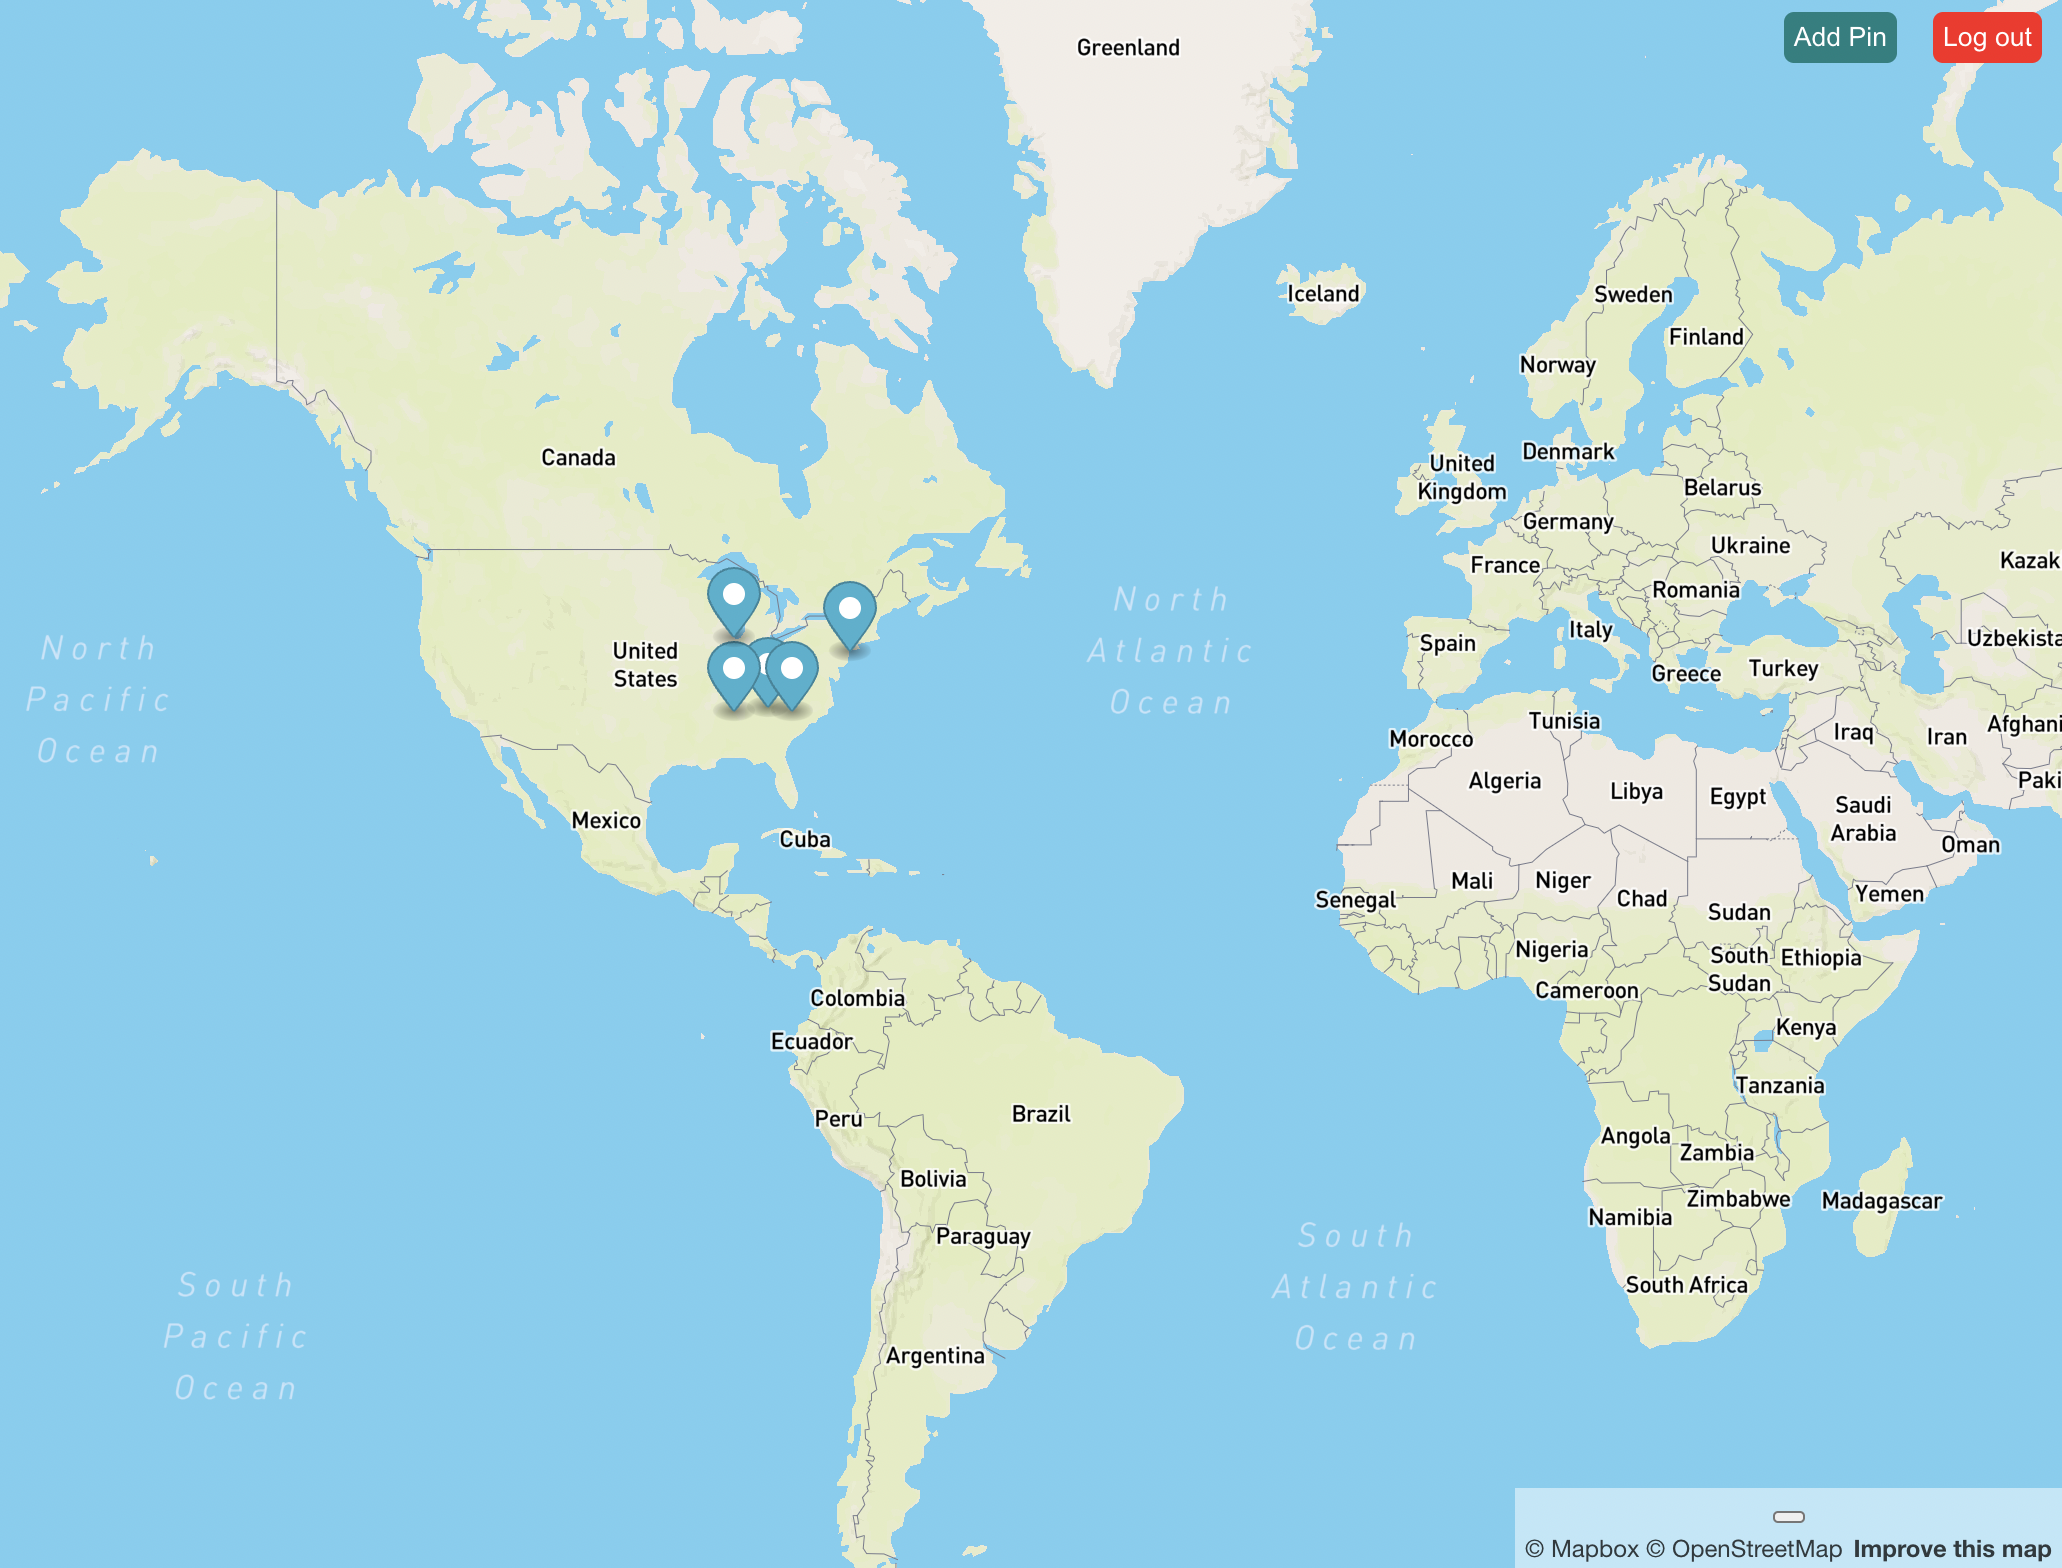 Add Pin
Log out
Greenland
Iceland
Sweden
Finland
Norway
Canada
Denmark
United
Kingdom
Belarus
Germany
Ukraine
France
Kazak
Romania
North
Atlantic
Ocean
Italy
Spain
Uzbekista
North
Pacific
Ocean
United
States
Greece
Turkey
Tunisia
Morocco
Iraq
Iran
Afghani
Algeria
Libya
Egypt
Paki
Saudi
Arabia
Mexico
Cuba
Oman
Mali
Niger
Chad
Yemen
Senegal
Sudan
Nigeria
South
Sudan
Ethiopia
Cameroon
Colombia
Kenya
Ecuador
Tanzania
Peru
Brazil
Angola
Zambia
Bolivia
Zimbabwe
Madagascar
Namibia
Paraguay
South
Atlantic
Ocean
South Africa
South
Pacific
Ocean
Argentina
© Mapbox © OpenStreetMap Improve this map